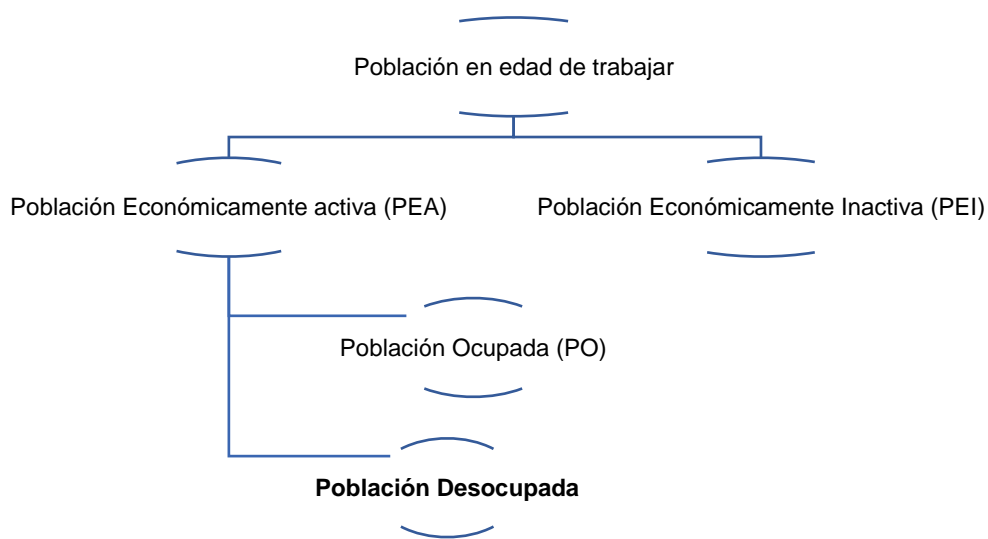 Población en edad de trabajar
Población Económicamente activa (PEA)
Población Económicamente Inactiva (PEI)
Población Ocupada (PO)
Población Desocupada